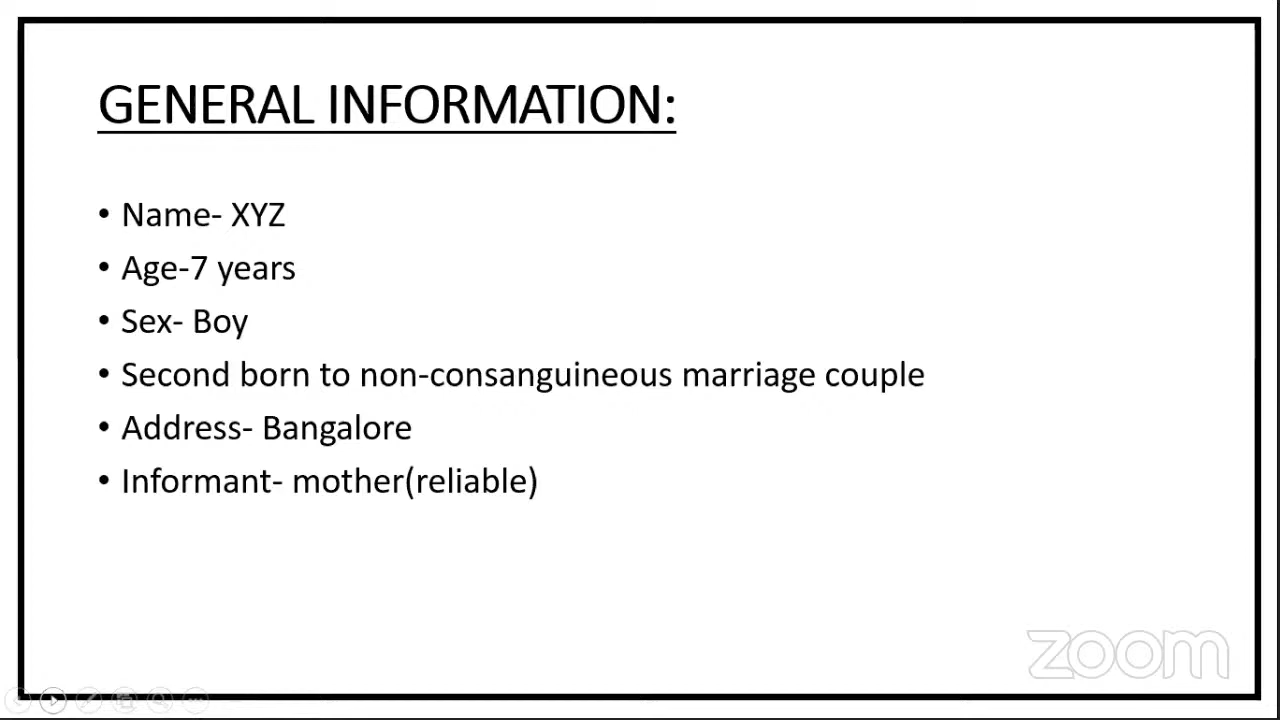 GENERAL INFORMATION:
• Name- XYZ
• Age-7 years
• Sex- Boy
• Second born to non-consanguineous marriage couple
• Address- Bangalore
• Informant- mother(reliable)
zoom